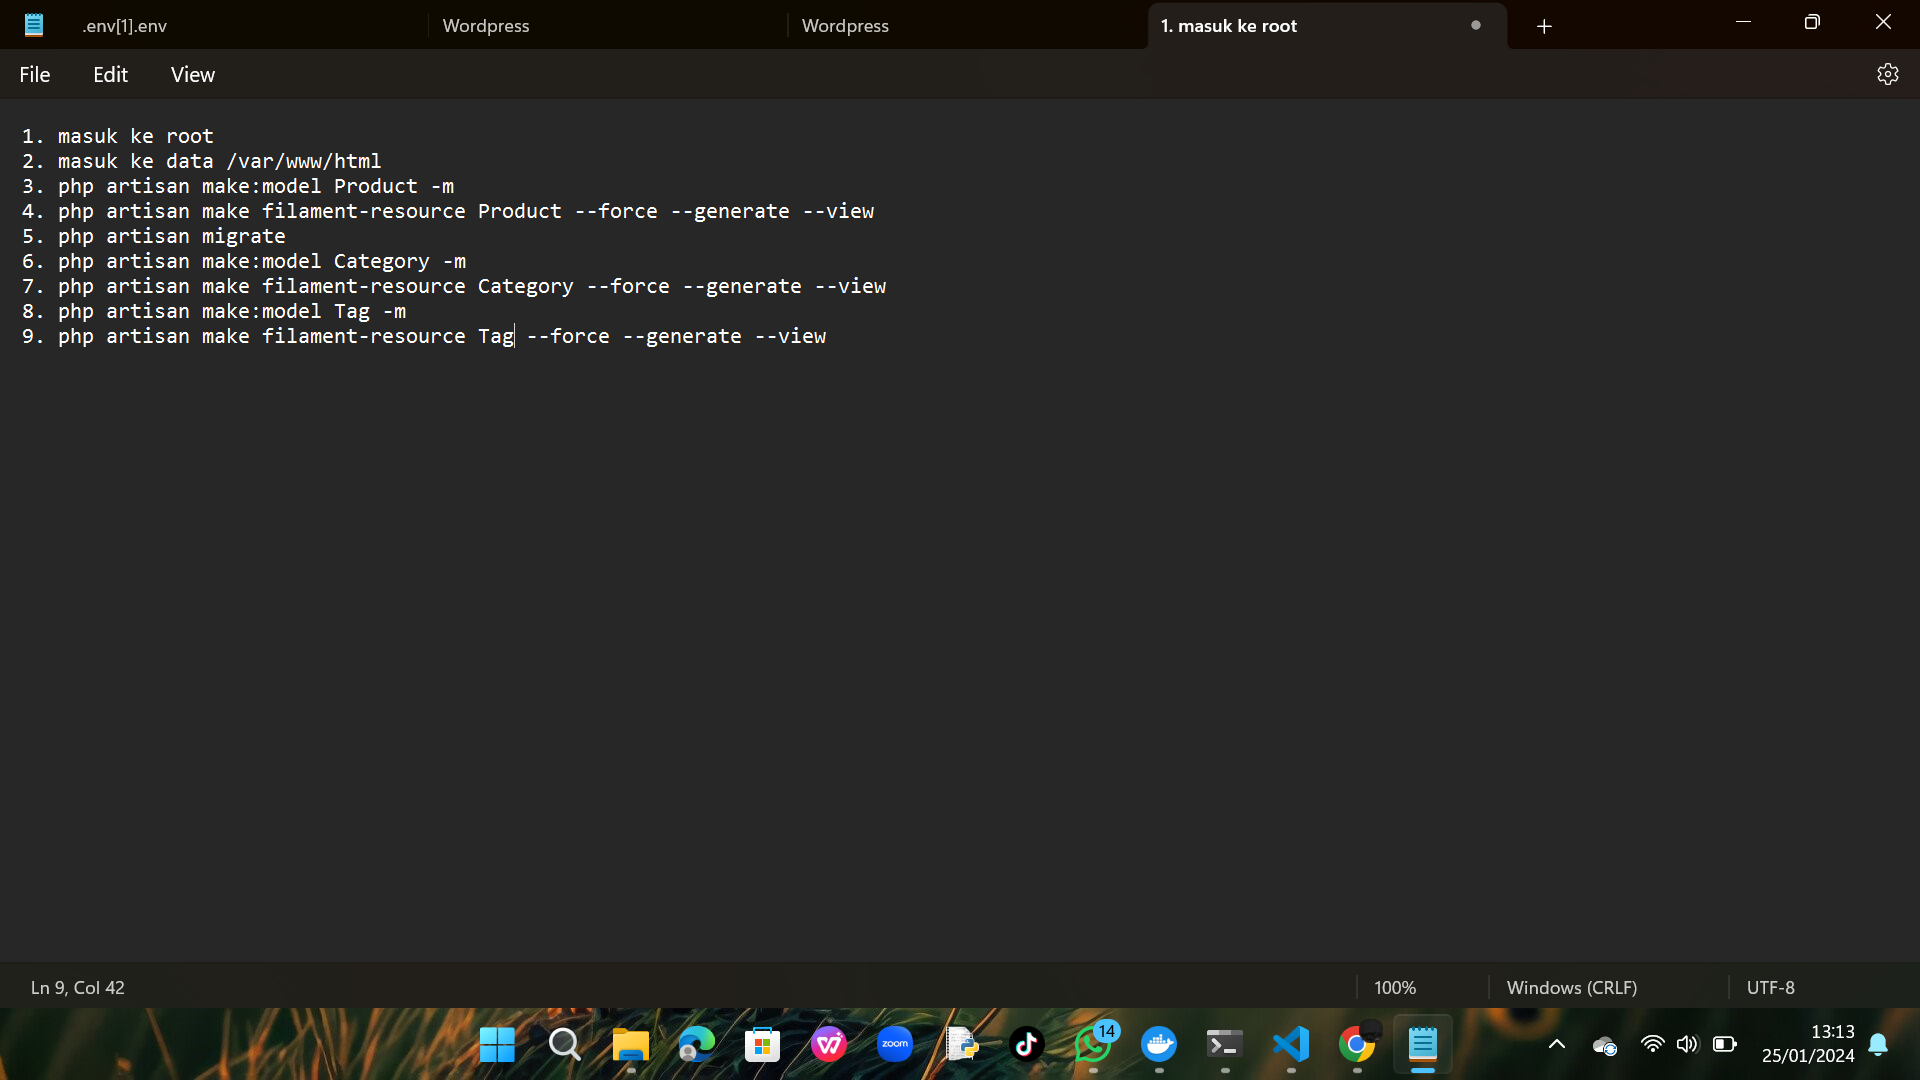 .env[1].env
Wordpress
Wordpress
1. masuk ke root
File
Edit
View
1. masuk ke root
2. masuk ke data /var/www/html
3. php artisan make:model Product -m
4. php artisan make filament-resource Product --force --generate --view
5. php artisan migrate
6. php artisan make:model Category -m
7. php artisan make filament-resource Category --force --generate --view
8. php artisan make:model Tag -m
9. php artisan make filament-resource Tag --force --generate --view
Ln 9, Col 42
100%
Windows (CRLF)
UTF-8
zoom
14
13:13
25/01/2024